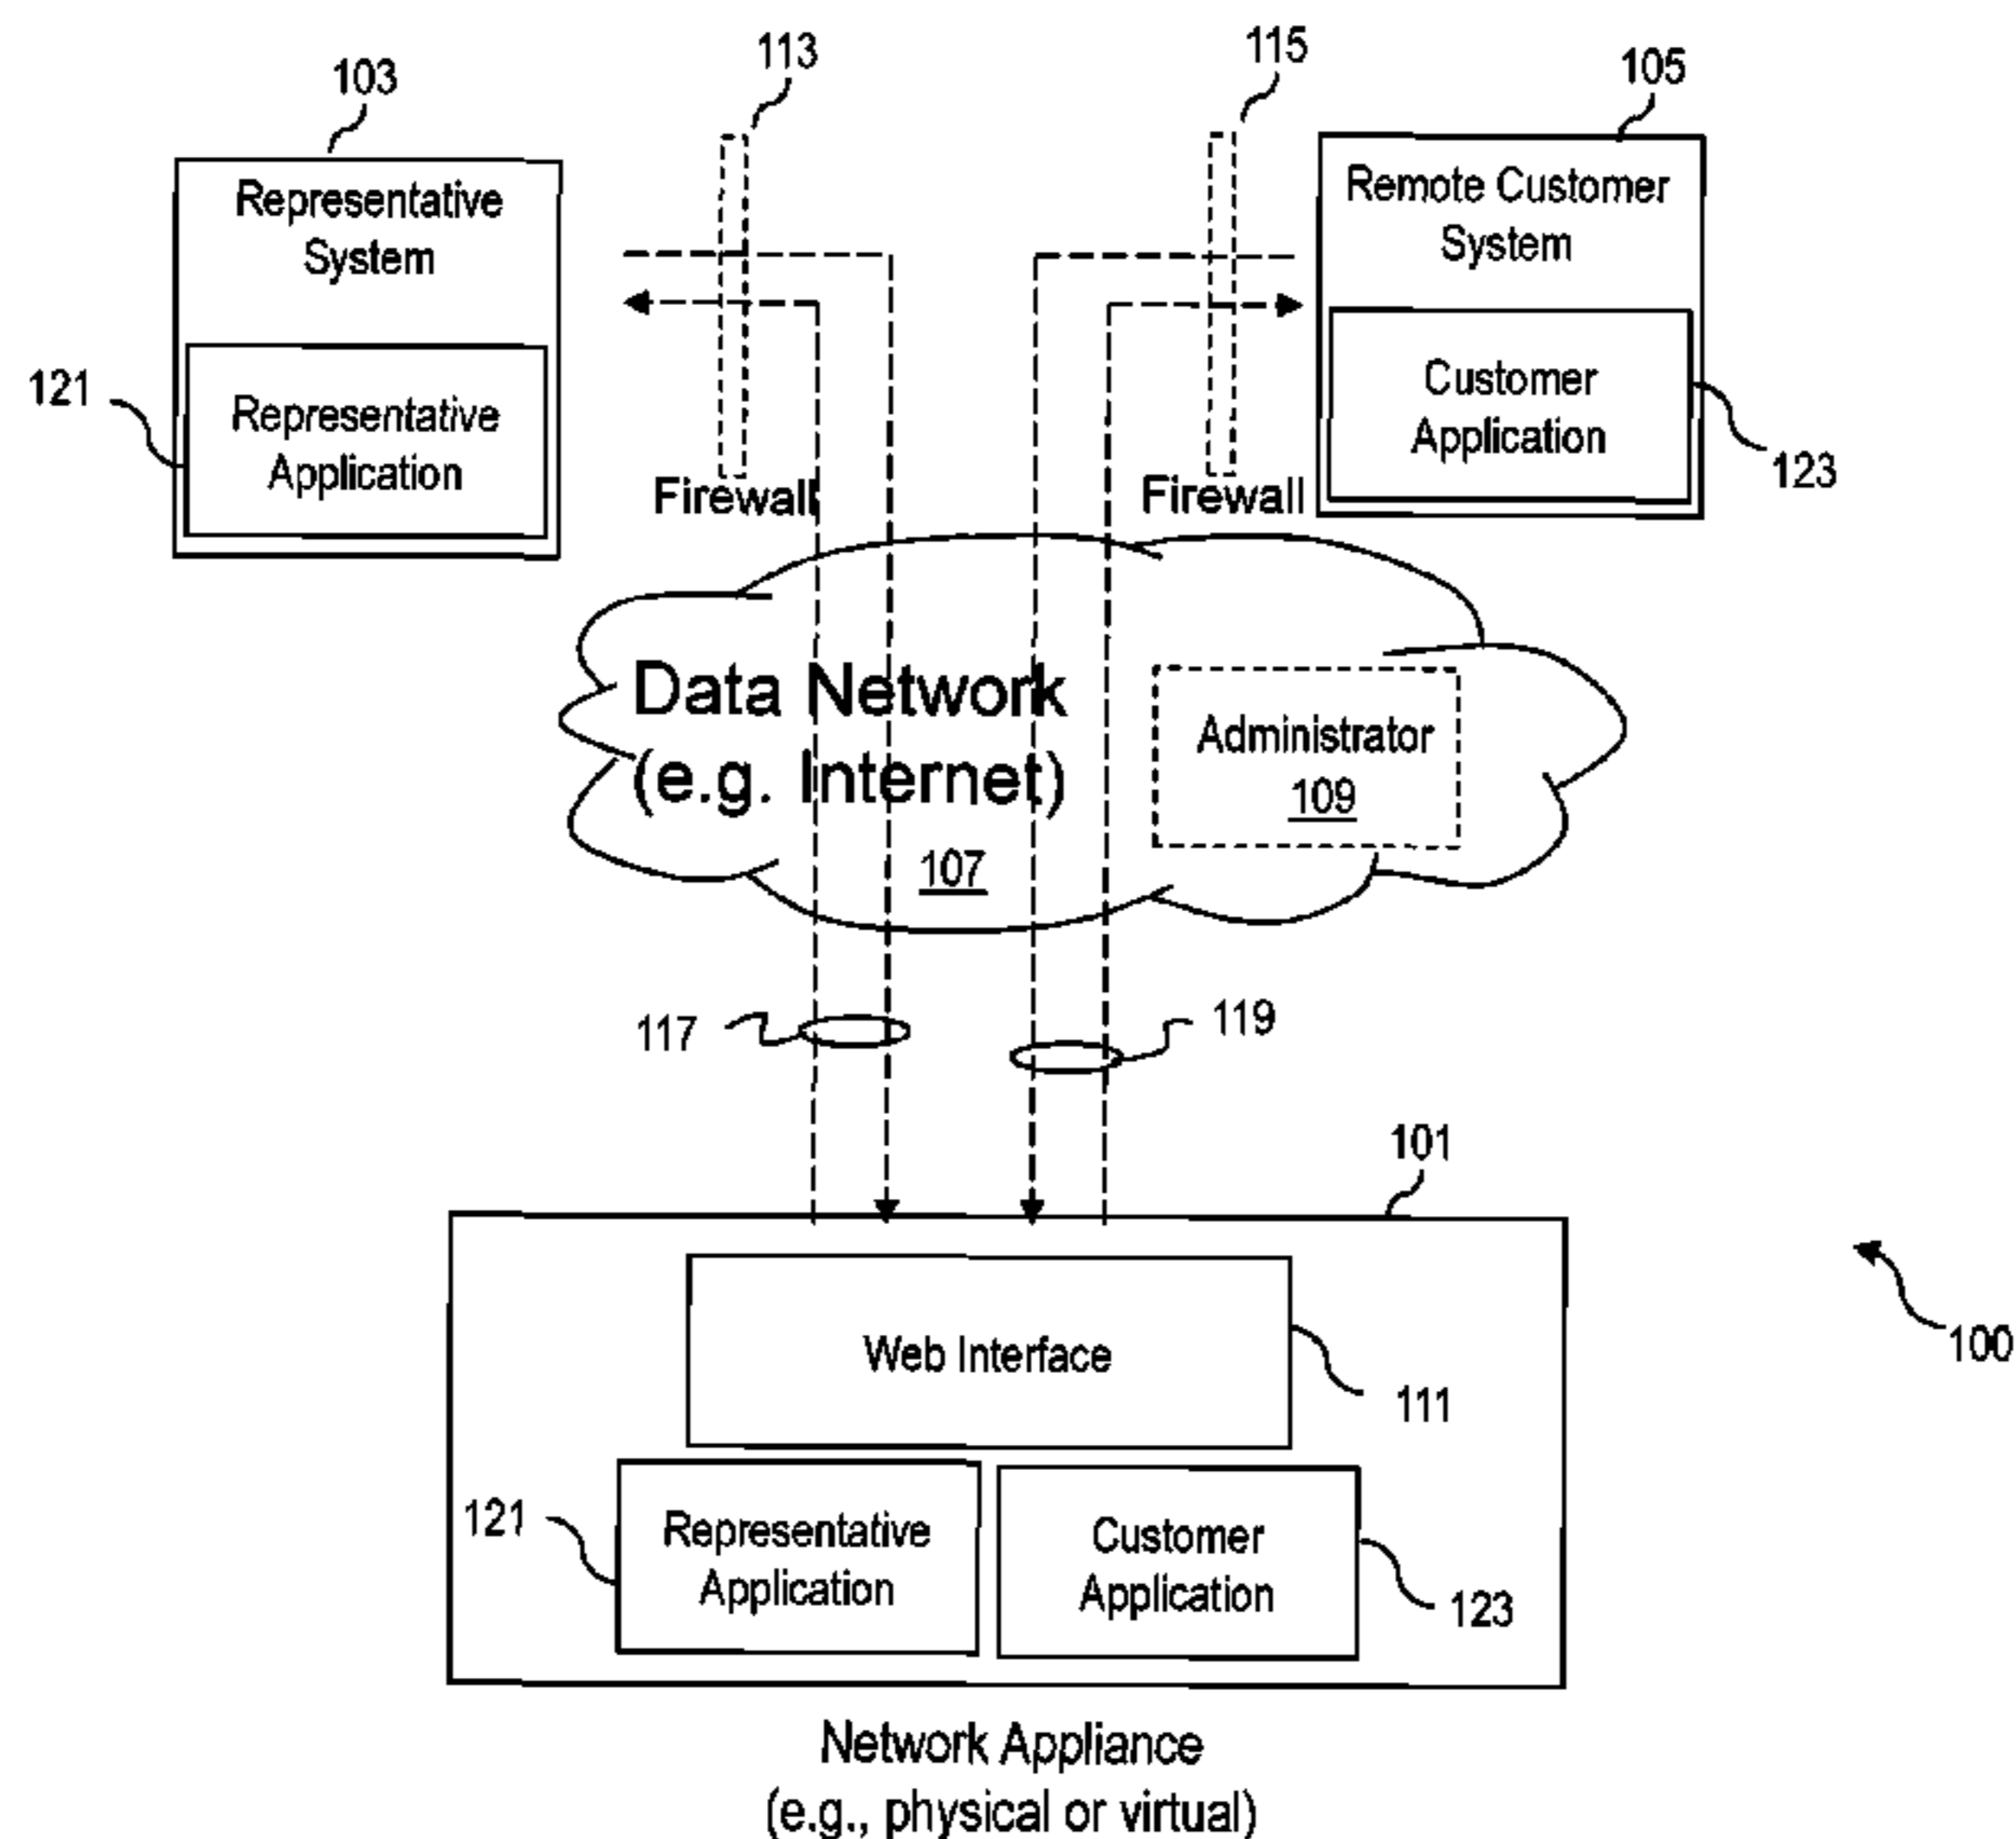 113
115
103
105
Representative
System
Remote Customer
System
121
Representative
Application
Customer
Application
123
Firewall
Firewall
Data Network
(e.g. Internet)
107
Administrator
109
117
119
101
Web Interface
111
100
121
Representative
Application
Customer
Application
123
Network Appliance
(e.g., physical or virtual)